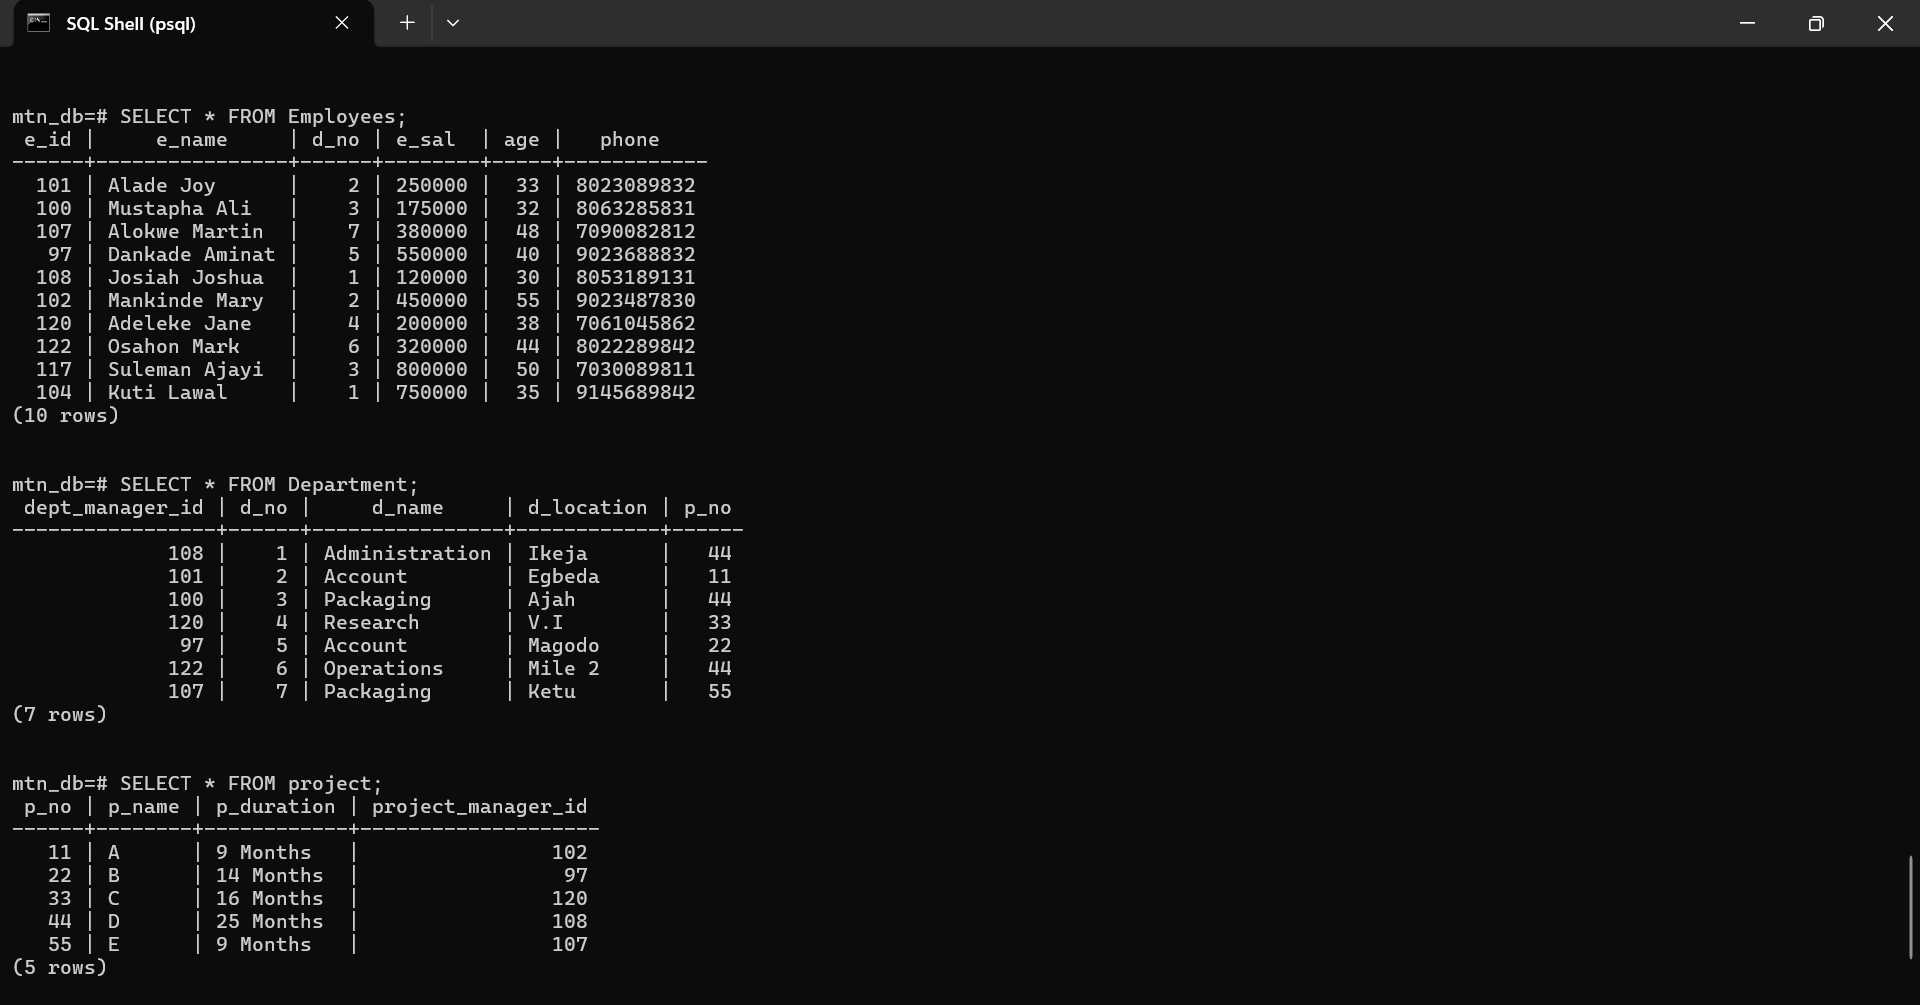 SQL Shell (psql)
mtn_db=# SELECT * FROM Employees;
 e_id |     e_name     | d_no | e_sal  | age |   phone
------+----------------+------+--------+-----+------------
  101 | Alade Joy      |    2 | 250000 |  33 | 8023089832
  100 | Mustapha Ali   |    3 | 175000 |  32 | 8063285831
  107 | Alokwe Martin  |    7 | 380000 |  48 | 7090082812
   97 | Dankade Aminat |    5 | 550000 |  40 | 9023688832
  108 | Josiah Joshua  |    1 | 120000 |  30 | 8053189131
  102 | Mankinde Mary  |    2 | 450000 |  55 | 9023487830
  120 | Adeleke Jane   |    4 | 200000 |  38 | 7061045862
  122 | Osahon Mark    |    6 | 320000 |  44 | 8022289842
  117 | Suleman Ajayi  |    3 | 800000 |  50 | 7030089811
  104 | Kuti Lawal     |    1 | 750000 |  35 | 9145689842
(10 rows)
mtn_db=# SELECT * FROM Department;
 dept_manager_id | d_no |     d_name     | d_location | p_no
-----------------+------+----------------+------------+------
             108 |    1 | Administration | Ikeja      |   44
             101 |    2 | Account        | Egbeda     |   11
             100 |    3 | Packaging      | Ajah       |   44
             120 |    4 | Research       | V.I        |   33
              97 |    5 | Account        | Magodo     |   22
             122 |    6 | Operations     | Mile 2     |   44
             107 |    7 | Packaging      | Ketu       |   55
(7 rows)
mtn_db=# SELECT * FROM project;
 p_no | p_name | p_duration | project_manager_id
------+--------+------------+--------------------
   11 | A      | 9 Months   |                102
   22 | B      | 14 Months  |                 97
   33 | C      | 16 Months  |                120
   44 | D      | 25 Months  |                108
   55 | E      | 9 Months   |                107
(5 rows)